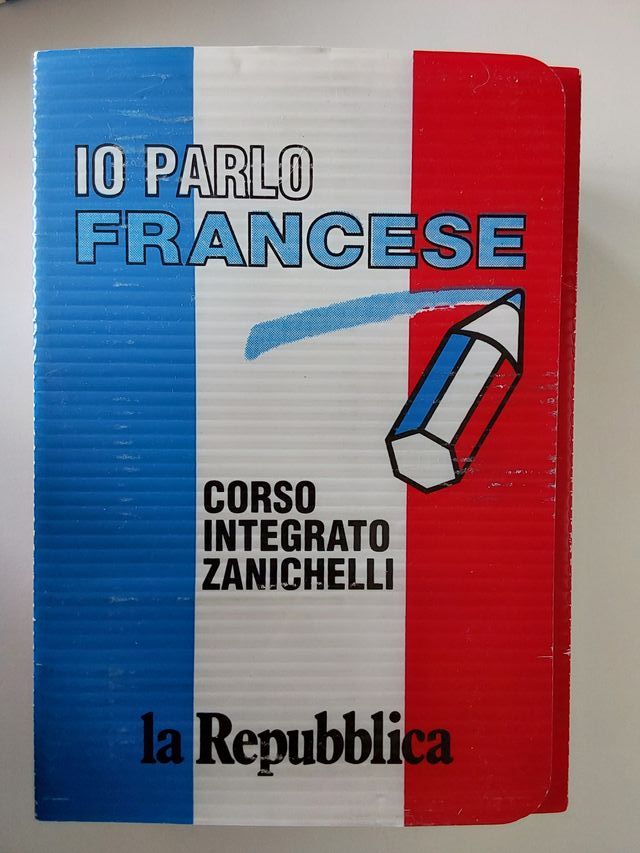 IO PARLO
FRANCESE
CORSO
INTEGRATO
ZANICHELLI
la Repubblica